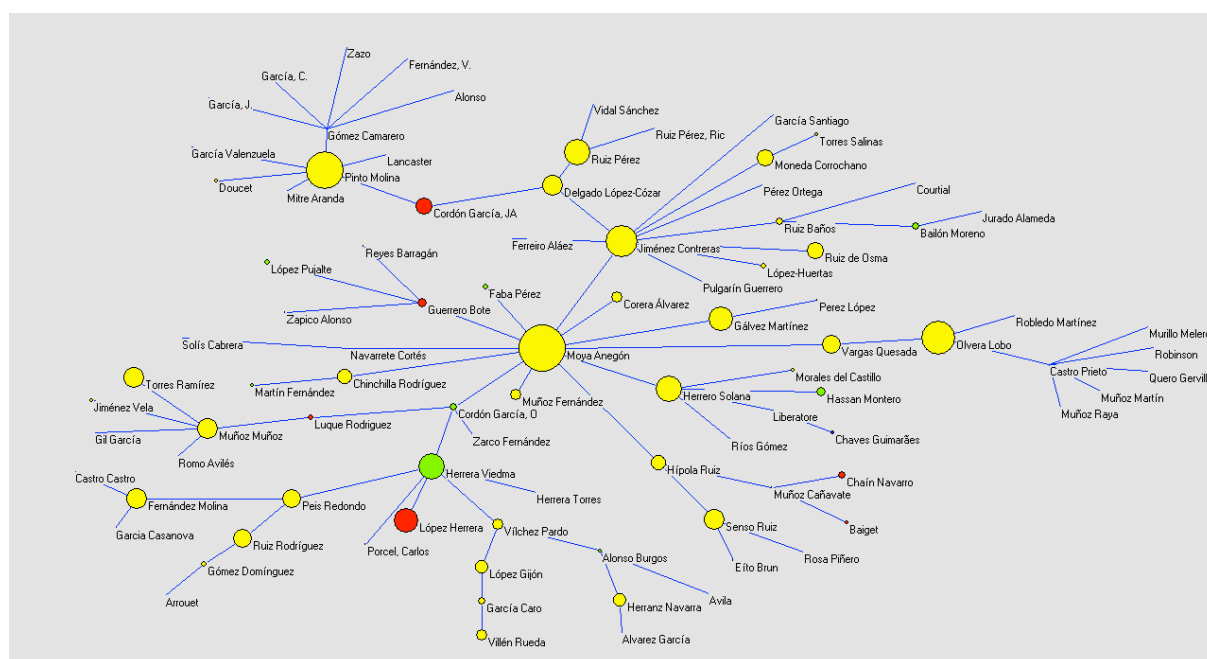 Zazo
Fernández, V.
García, C.
Alonso
García, J.
Gómez Camarero
Vidal Sánchez
García Santiago
Ruiz Pérez, Ric
Torres Salinas
García Valenzuela
Lancaster
Ruiz Pérez
Moneda Corrochano
Pinto Molina
Doucet
Mitre Aranda
Delgado López-Cózar
Pérez Ortega
Courtial
Cordón García, JA
Jurado Alameda
Ruiz Baños
Bailón Moreno
Ferreiro Aláez
Jiménez Contreras
Reyes Barragán
Ruiz de Osma
López Pujalte
López-Huertas
Pulgarín Guerrero
Faba Pérez
Corera Álvarez
Guerrero Bote
Perez López
Zapico Alonso
Gálvez Martínez
Robledo Martínez
Murillo Melero
Solís Cabrera
Navarrete Cortés
Moya Anegón
Vargas Quesada
Olvera Lobo
Robinson
Castro Prieto
Quero Gervill
Torres Ramírez
Martín Fernández
Chinchilla Rodríguez
Morales del Castillo
Herrero Solana
Hassan Montero
Muñoz Martín
Jiménez Vela
Muñoz Fernández
Cordón García, O
Muñoz Raya
Liberatore
Luque Rodriguez
Gil García
Muñoz Muñoz
Zarco Fernández
Ríos Gómez
Chaves Guimarães
Romo Avilés
Hípola Ruiz
Chaín Navarro
Castro Castro
Herrera Viedma
Muñoz Cañavate
Herrera Torres
Fernández Molina
Peis Redondo
Baiget
López Herrera
Senso Ruiz
Garcia Casanova
Vílchez Pardo
Ruiz Rodríguez
Porcel, Carlos
Alonso Burgos
Rosa Piñero
Eíto Brun
Gómez Domínguez
López Gijón
Avila
Arrouet
García Caro
Herranz Navarra
Villén Rueda
Alvarez García